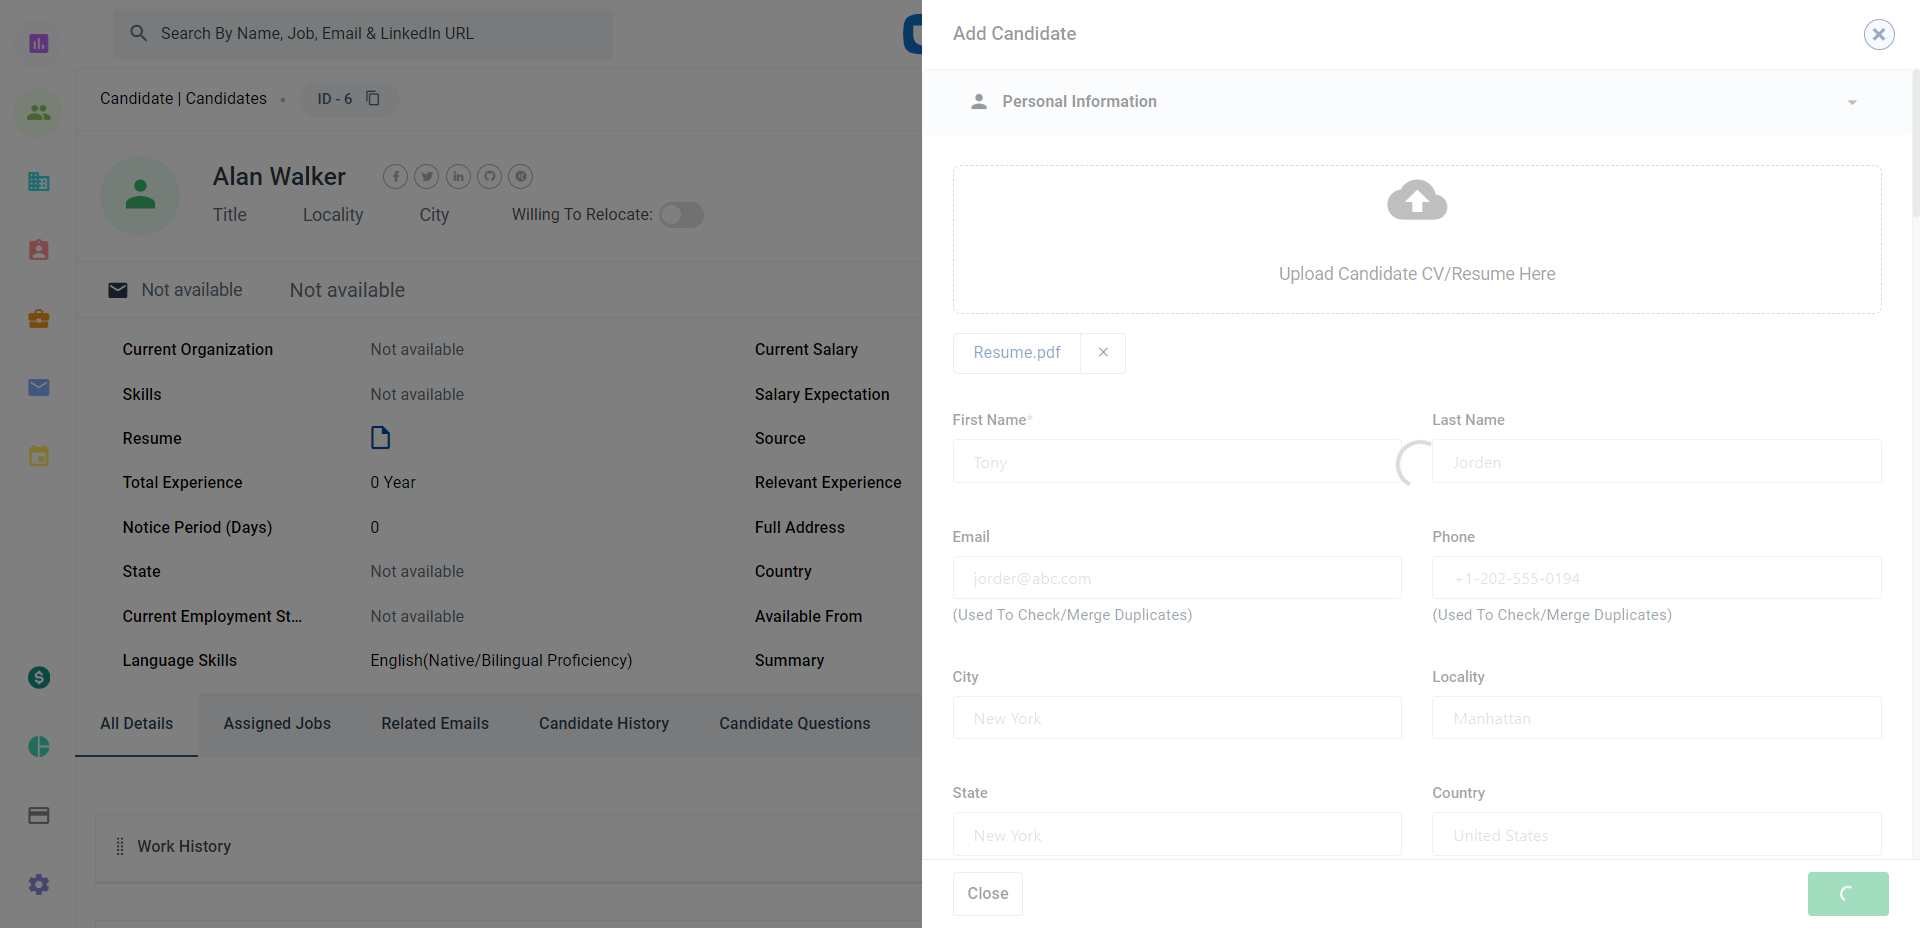 Search By Name, Job, Email & LinkedIn URL
Candidate | Candidates • ID - 6
Alan Walker
Title Locality City Willing To Relocate:
Not available Not available
Current Organization Not available Current Salary
Skills Not available Salary Expectation
Resume Source
Total Experience 0 Year Relevant Experience
Notice Period (Days) 0 Full Address
State Not available Country
Current Employment St... Not available Available From
Language Skills English(Native/Bilingual Proficiency) Summary
All Details Assigned Jobs Related Emails Candidate History Candidate Questions
Work History
Add Candidate
Personal Information
Upload Candidate CV/Resume Here
Resume.pdf
First Name* Last Name
Tony Jorden
Email Phone
jorder@abc.com +1-202-555-0194
(Used To Check/Merge Duplicates) (Used To Check/Merge Duplicates)
City Locality
New York Manhattan
State Country
New York United States
Close